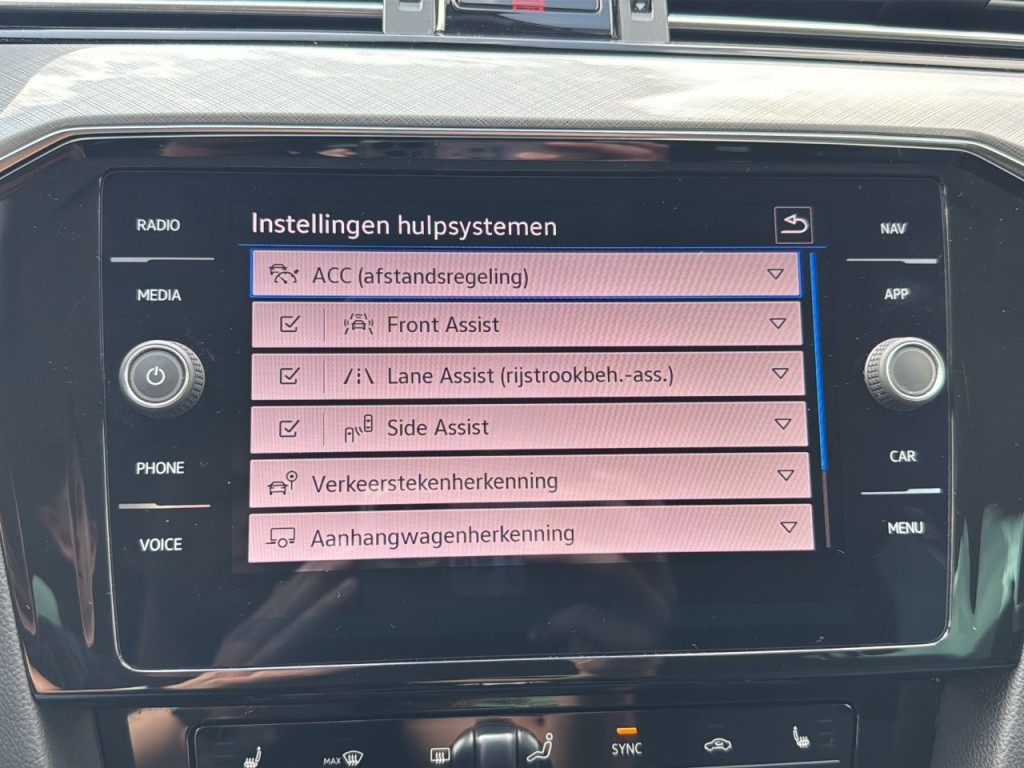 RADIO
MEDIA
PHONE
VOICE
Instellingen hulpsystemen
ACC (afstandsregeling)
Front Assist
Lane Assist (rijstrookbeh.-ass.)
Side Assist
Verkeerstekenherkenning
Aanhangwagenherkenning
NAV
APP
CAR
MENU
MAX
SYNC